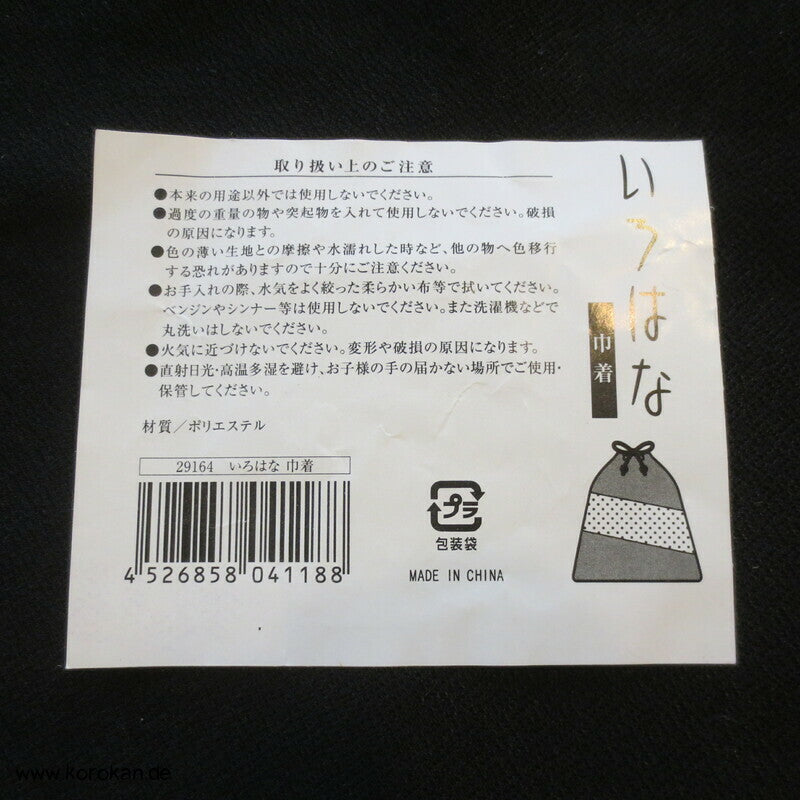 取り扱い上のご注意
●本来の用途以外では使用しないでください。
●過度の重量の物や突起物を入れて使用しないでください。破損
の原因になります。
●色の薄い生地との摩擦や水濡れした時など、他の物へ色移行
する恐れがありますので十分にご注意ください。
●お手入れの際、水気をよく絞った柔らかい布等で拭いてください。
ベンジンやシンナー等は使用しないでください。また洗濯機などで
丸洗いはしないでください。
●火気に近づけないでください。変形や破損の原因になります。
●直射日光・高温多湿を避け、お子様の手の届かない場所でご使用・
保管してください。
材質／ポリエステル
29164 いろはな 巾着
4 526858 041188
プラ
包装袋
MADE IN CHINA
いろはな
巾着
www.korokan.de